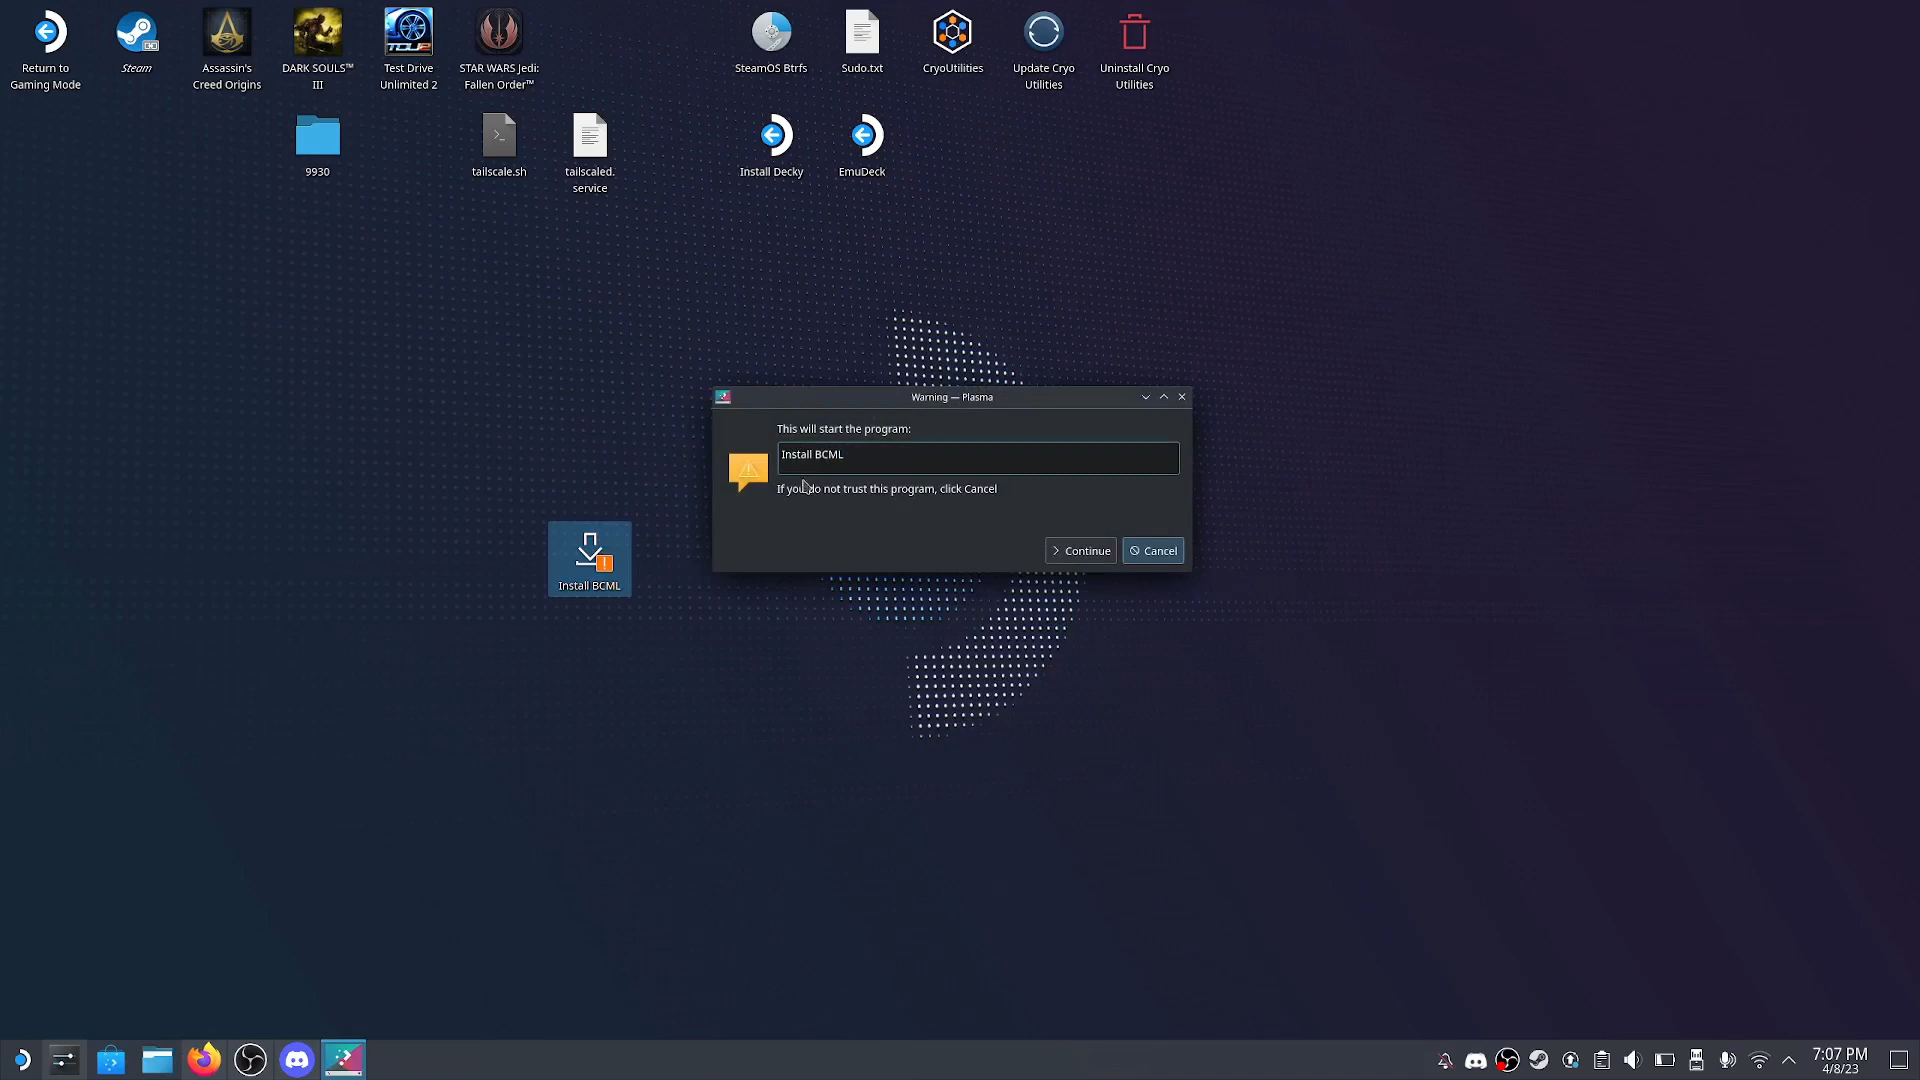 Return to
Gaming Mode
Steam
Assassin's
Creed Origins
DARK SOULS™
III
TDU2
Test Drive
Unlimited 2
STAR WARS Jedi:
Fallen Order™
SteamOS Btrfs
Sudo.txt
CryoUtilities
Update Cryo
Utilities
Uninstall Cryo
Utilities
9930
tailscale.sh
tailscaled.
service
Install Decky
EmuDeck
Warning — Plasma
This will start the program:
Install BCML
If you do not trust this program, click Cancel
Continue
Cancel
Install BCML
7:07 PM
4/8/23